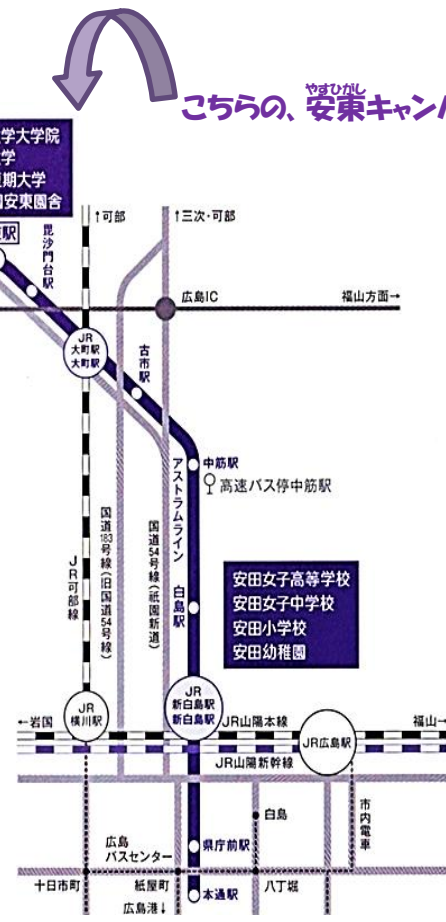 やすひがし
こちらの、安東キャン
学大学院
学
期大学
安東園舎
駅
毘沙門台駅
↑可部
↑三次・可部
広島IC
福山方面→
JR
大町駅
大町駅
古市駅
中筋駅
高速バス停中筋駅
アストラムライン
国道183号線(旧国道54号線)
国道54号線(祇園新道)
JR可部線
白島駅
安田女子高等学校
安田女子中学校
安田小学校
安田幼稚園
JR
横川駅
JR
新白島駅
新白島駅
←岩国
JR山陽本線
福山→
JR広島駅
JR山陽新幹線
白島
市内電車
広島
バスセンター
県庁前駅
十日市町
紙屋町
八丁堀
本通駅
広島港↓